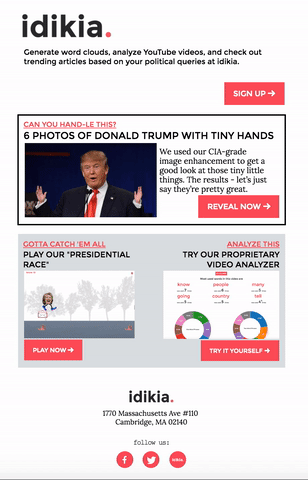 idikia.
Generate word clouds, analyze YouTube videos, and check out
trending articles based on your political queries at idikia.
SIGN UP →
CAN YOU HAND-LE THIS?
6 PHOTOS OF DONALD TRUMP WITH TINY HANDS
We used our CIA-grade
image enhancement to get a
good look at those tiny little
things. The results - let's just
say they're pretty great.
REVEAL NOW →
GOTTA CATCH 'EM ALL
PLAY OUR "PRESIDENTIAL
RACE"
PLAY NOW →
ANALYZE THIS
TRY OUR PROPRIETARY
VIDEO ANALYZER
know people many
going country tell
TRY IT YOURSELF →
idikia.
1770 Massachusetts Ave #110
Cambridge, MA 02140
follow us: